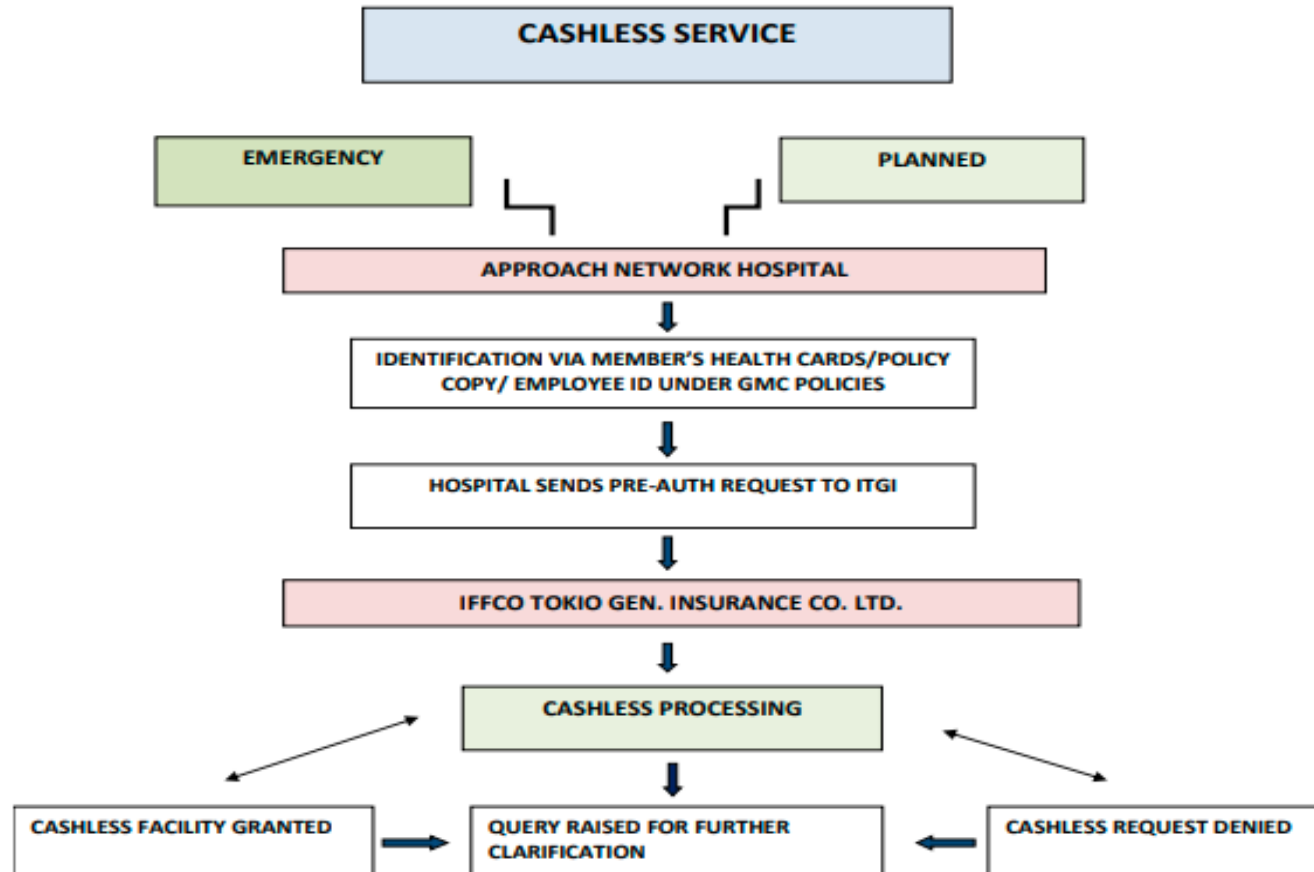 CASHLESS SERVICE
EMERGENCY
PLANNED
APPROACH NETWORK HOSPITAL
IDENTIFICATION VIA MEMBER'S HEALTH CARDS/POLICY
COPY/ EMPLOYEE ID UNDER GMC POLICIES
HOSPITAL SENDS PRE-AUTH REQUEST TO ITGI
IFFCO TOKIO GEN. INSURANCE CO. LTD.
CASHLESS PROCESSING
CASHLESS FACILITY GRANTED
QUERY RAISED FOR FURTHER
CLARIFICATION
CASHLESS REQUEST DENIED